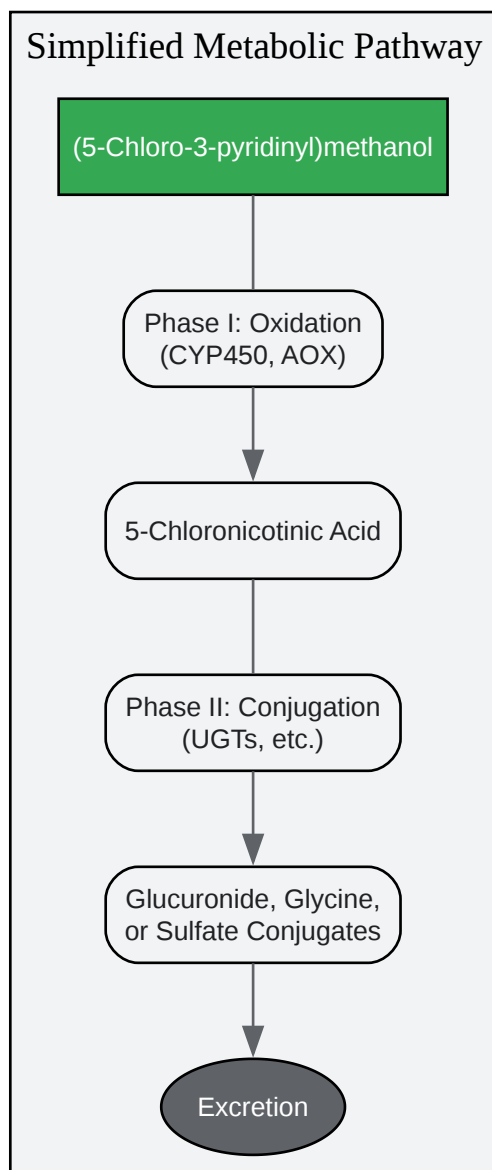 Simplified Metabolic Pathway
(5-Chloro-3-pyridinyl)methanol
Phase I: Oxidation
(CYP450, AOX)
5-Chloronicotinic Acid
Phase II: Conjugation
(UGTs, etc.)
Glucuronide, Glycine,
or Sulfate Conjugates
Excretion